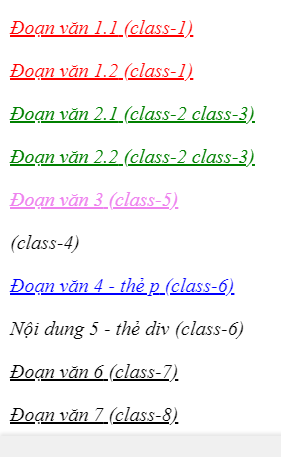 Đoạn văn 1.1 (class-1)
Đoạn văn 1.2 (class-1)
Đoạn văn 2.1 (class-2 class-3)
Đoạn văn 2.2 (class-2 class-3)
Đoạn văn 3 (class-5)
(class-4)
Đoạn văn 4 - thẻ p (class-6)
Nội dung 5 - thẻ div (class-6)
Đoạn văn 6 (class-7)
Đoạn văn 7 (class-8)